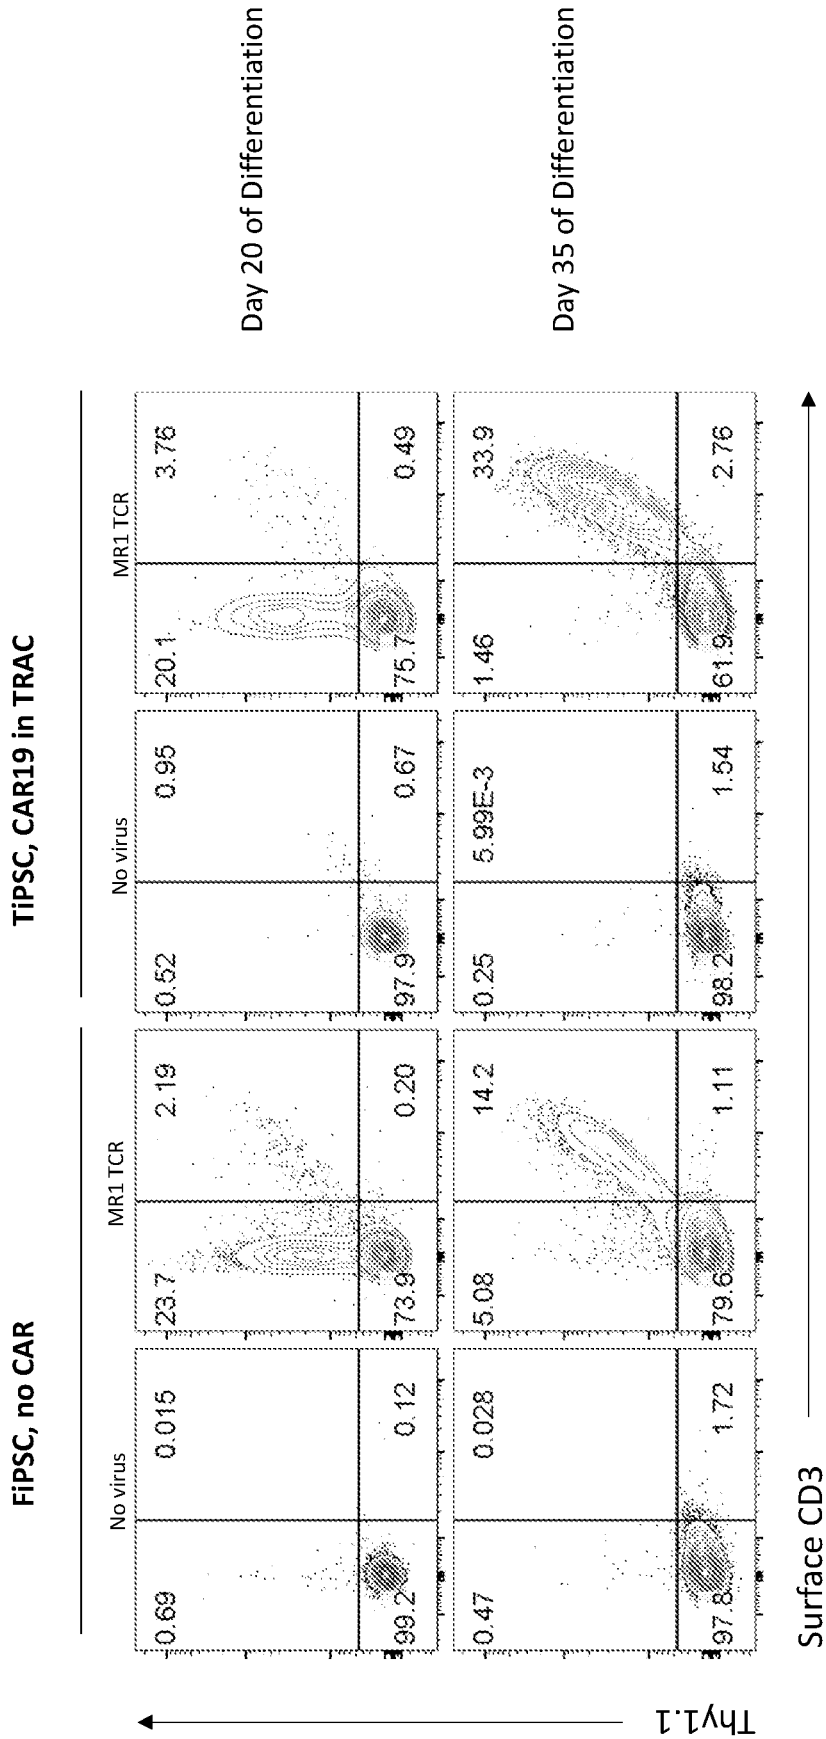 FiPSC, no CAR
TiPSC, CAR19 in TRAC
No virus
MR1 TCR
No virus
MR1 TCR
0.69
0.015
99.2
0.12
23.7
2.19
73.9
0.20
0.52
0.95
97.9
0.67
20.1
3.76
75.7
0.49
Day 20 of Differentiation
0.47
0.028
97.8
1.72
5.08
14.2
79.6
1.11
0.25
5.99E-3
98.2
1.54
1.46
33.9
61.9
2.76
Day 35 of Differentiation
Thy1.1
Surface CD3